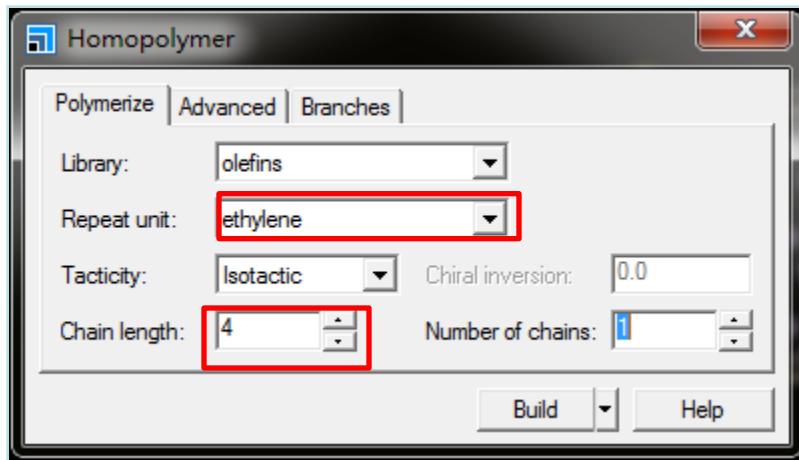 Homopolymer
Polymerize Advanced Branches
Library: olefins
Repeat unit: ethylene
Tacticity: Isotactic Chiral inversion: 0.0
Chain length: 4 Number of chains: 1
Build Help